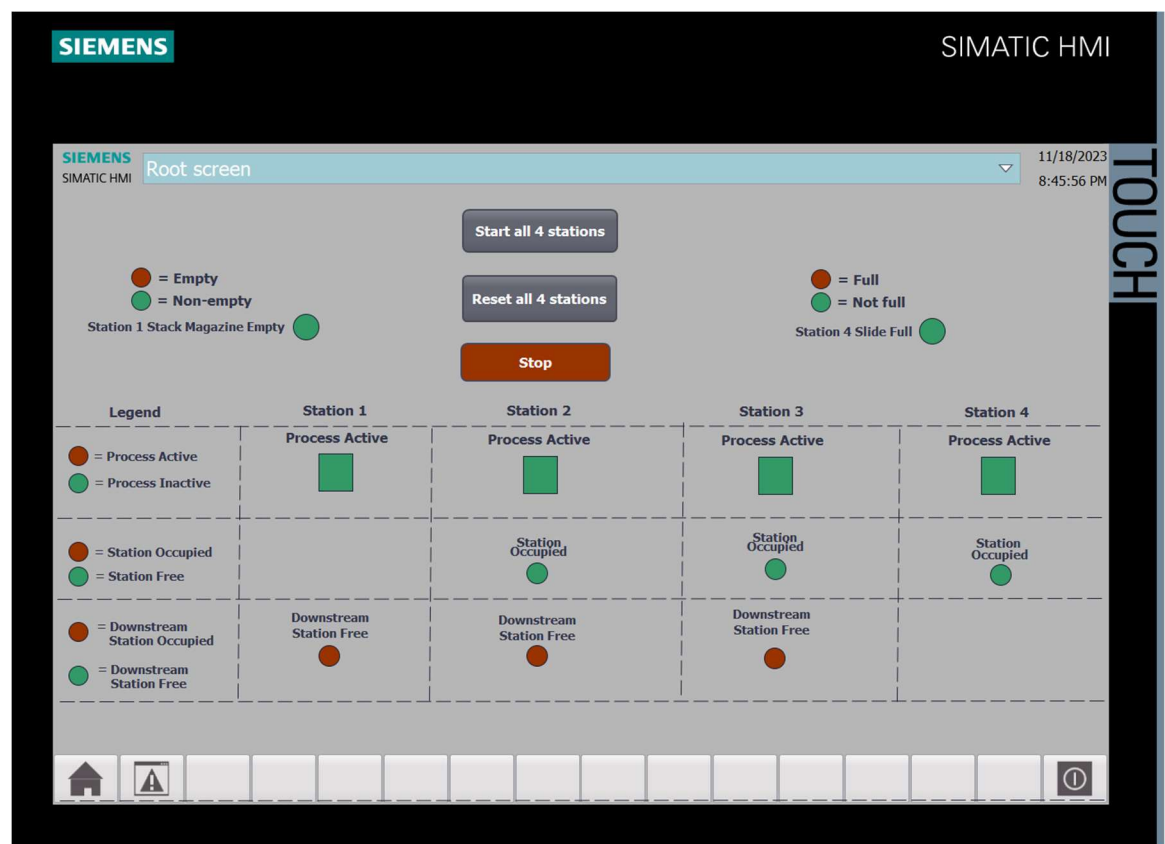 SIEMENS
SIMATIC HMI
TOUCH
SIEMENS
SIMATIC HMI
Root screen
11/18/2023
8:45:56 PM
Start all 4 stations
= Empty
= Non-empty
Station 1 Stack Magazine Empty
Reset all 4 stations
= Full
= Not full
Station 4 Slide Full
Stop
Legend
Station 1
Station 2
Station 3
Station 4
= Process Active
= Process Inactive
Process Active
Process Active
Process Active
Process Active
= Station Occupied
= Station Free
Station
Occupied
Station
Occupied
Station
Occupied
= Downstream
Station Occupied
= Downstream
Station Free
Downstream
Station Free
Downstream
Station Free
Downstream
Station Free